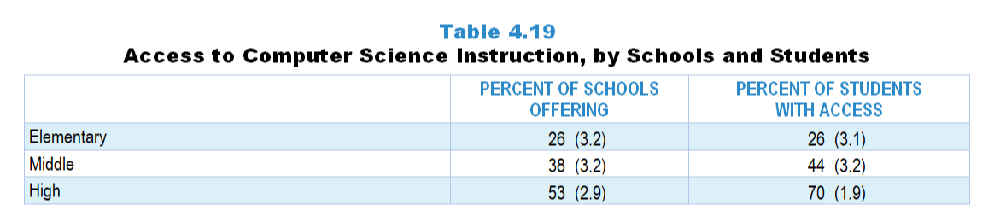 Table 4.19
Access to Computer Science Instruction, by Schools and Students
PERCENT OF SCHOOLS OFFERING PERCENT OF STUDENTS WITH ACCESS
Elementary 26 (3.2) 26 (3.1)
Middle 38 (3.2) 44 (3.2)
High 53 (2.9) 70 (1.9)